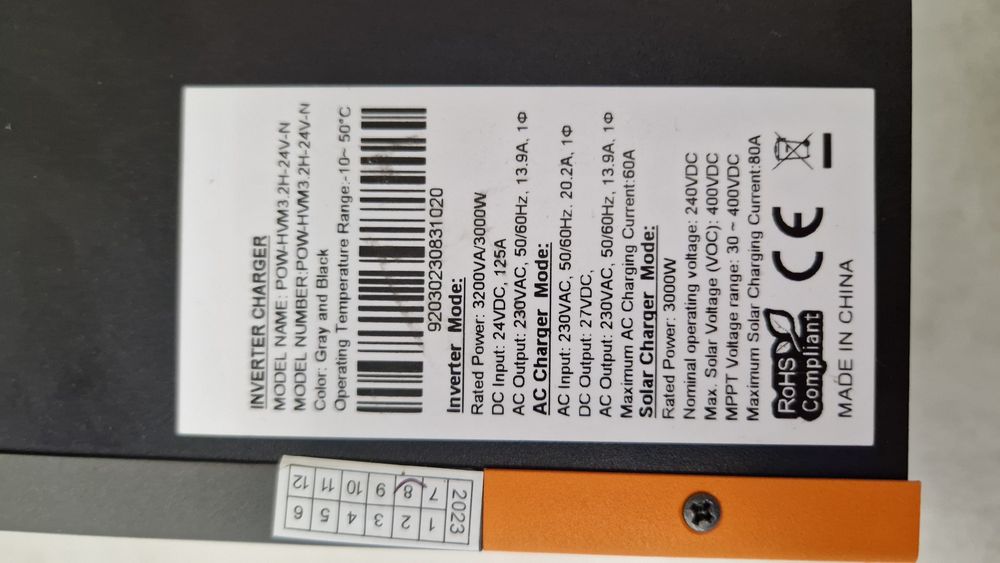 INVERTER CHARGER
MODEL NAME: POW-HVM3.2H-24V-N
MODEL NUMBER:POW-HVM3.2H-24V-N
Color: Gray and Black
Operating Temperature Range:-10~ 50°C
92030230831020
Inverter Mode:
Rated Power: 3200VA/3000W
DC Input: 24VDC, 125A
AC Output: 230VAC, 50/60Hz, 13.9A, 1Φ
AC Charger Mode:
AC Input: 230VAC, 50/60Hz. 20.2A, 1Φ
DC Output: 27VDC,
AC Output: 230VAC, 50/60Hz, 13.9A, 1Φ
Maximum AC Charging Current:60A
Solar Charger Mode:
Rated Power: 3000W
Nominal operating voltage: 240VDC
Max. Solar Voltage (VOC): 400VDC
MPPT Voltage range: 30 ~ 400VDC
Maximum Solar Charging Current:80A
RoHS
Compliant
CE
MADE IN CHINA
2023
1 7
2 8
3 9
4 10
5 11
6 12